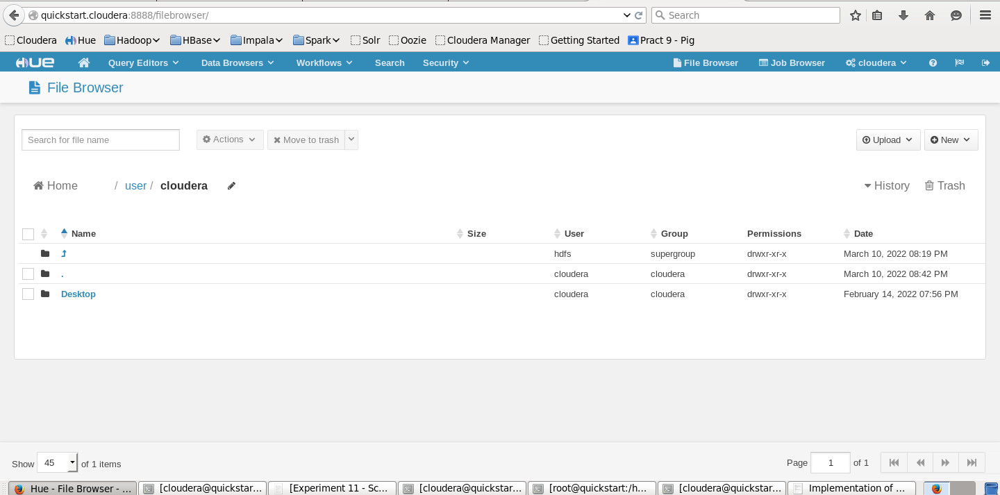 quickstart.cloudera:8888/filebrowser/ Search
Cloudera Hue Hadoop HBase Impala Spark Solr Oozie Cloudera Manager Getting Started Pract 9 - Pig
HUE Query Editors Data Browsers Workflows Search Security File Browser Job Browser cloudera
File Browser
Search for file name Actions Move to trash Upload New
Home / user / cloudera History Trash
Name Size User Group Permissions Date
hdfs supergroup drwxr-xr-x March 10, 2022 08:19 PM
. cloudera cloudera drwxr-xr-x March 10, 2022 08:42 PM
Desktop cloudera cloudera drwxr-xr-x February 14, 2022 07:56 PM
Show 45 of 1 items Page 1 of 1
Hue - File Browser - ... [cloudera@quickstar... [Experiment 11 - Sc... [cloudera@quickstar... [root@quickstart:/h... [cloudera@quickstar... Implementation of ...